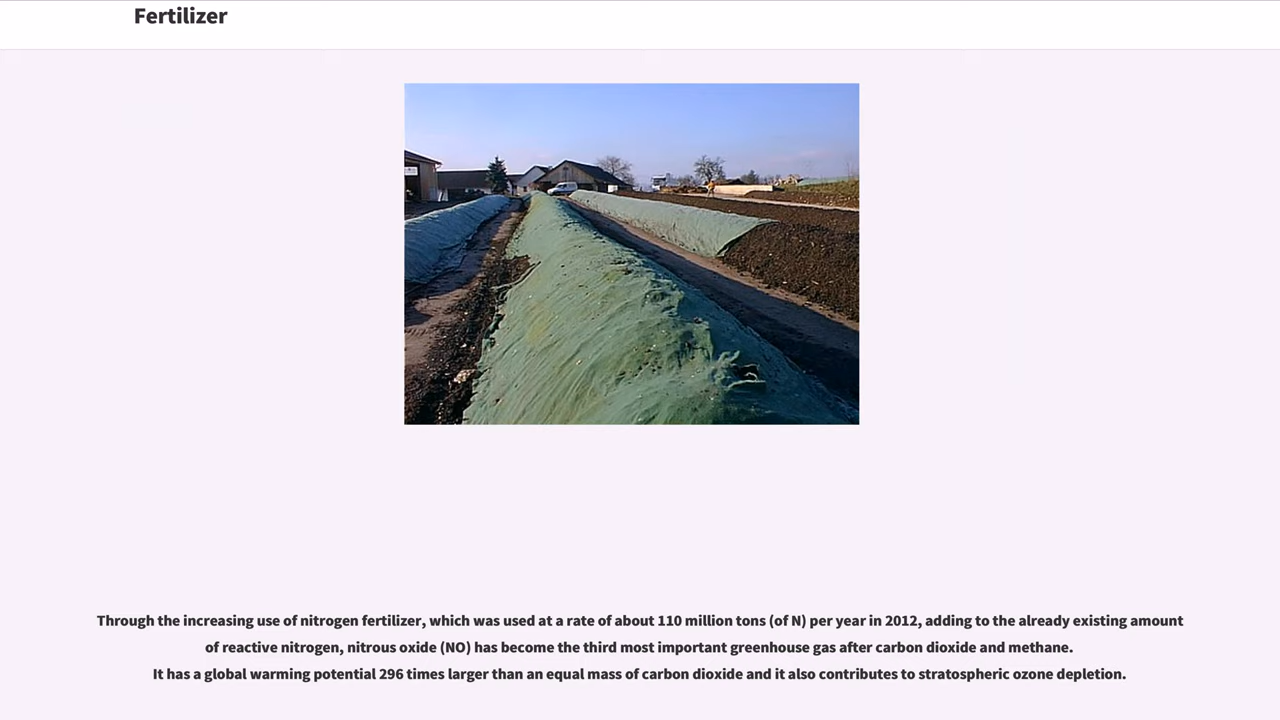 Fertilizer
Through the increasing use of nitrogen fertilizer, which was used at a rate of about 110 million tons (of N) per year in 2012, adding to the already existing amount
of reactive nitrogen, nitrous oxide (NO) has become the third most important greenhouse gas after carbon dioxide and methane.
It has a global warming potential 296 times larger than an equal mass of carbon dioxide and it also contributes to stratospheric ozone depletion.